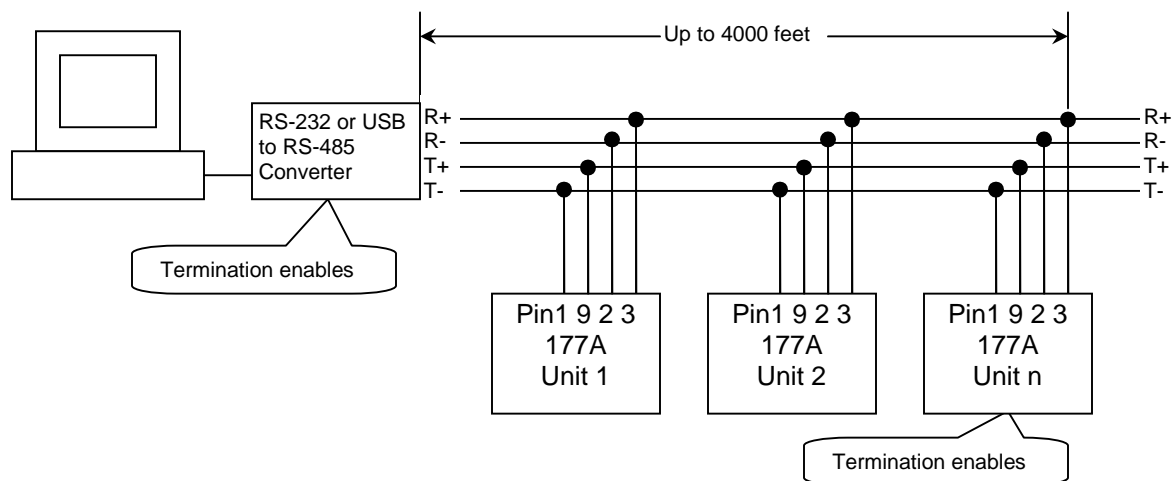 Up to 4000 feet
RS-232 or USB
to RS-485
Converter
R+
R-
T+
T-
R+
R-
T+
T-
Termination enables
Pin1 9 2 3
177A
Unit 1
Pin1 9 2 3
177A
Unit 2
Pin1 9 2 3
177A
Unit n
Termination enables